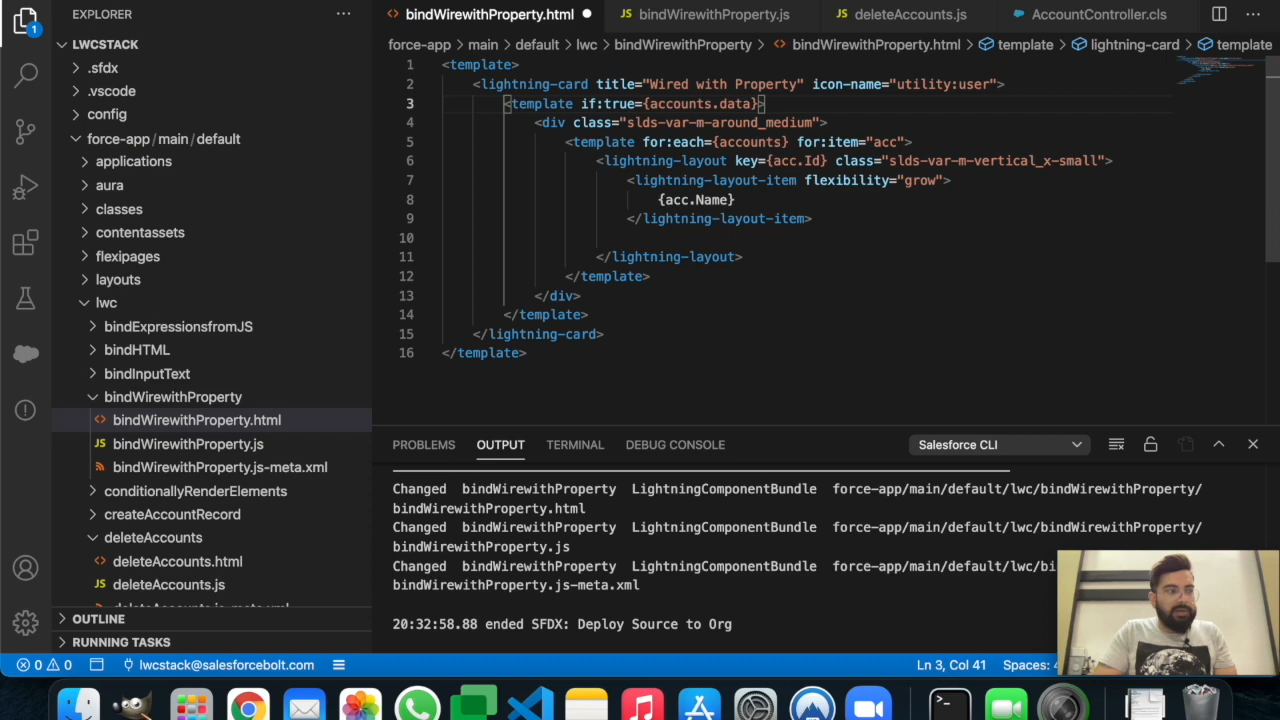 EXPLORER
LWCSTACK
.sfdx
.vscode
config
force-app/main/default
applications
aura
classes
contentassets
flexipages
layouts
lwc
bindExpressionsfromJS
bindHTML
bindInputText
bindWirewithProperty
bindWirewithProperty.html
JS bindWirewithProperty.js
bindWirewithProperty.js-meta.xml
conditionallyRenderElements
createAccountRecord
deleteAccounts
deleteAccounts.html
JS deleteAccounts.js
deleteAccounts.js-meta.xml
OUTLINE
RUNNING TASKS
1
bindWirewithProperty.html
JS bindWirewithProperty.js
JS deleteAccounts.js
AccountController.cls
force-app > main > default > lwc > bindWirewithProperty > bindWirewithProperty.html > template > lightning-card > template
1 <template>
2 <lightning-card title="Wired with Property" icon-name="utility:user">
3 <template if:true={accounts.data}>
4 <div class="slds-var-m-around_medium">
5 <template for:each={accounts} for:item="acc">
6 <lightning-layout key={acc.Id} class="slds-var-m-vertical_x-small">
7 <lightning-layout-item flexibility="grow">
8 {acc.Name}
9 </lightning-layout-item>
10
11 </lightning-layout>
12 </template>
13 </div>
14 </template>
15 </lightning-card>
16 </template>
PROBLEMS OUTPUT TERMINAL DEBUG CONSOLE Salesforce CLI
Changed bindWirewithProperty LightningComponentBundle force-app/main/default/lwc/bindWirewithProperty/
bindWirewithProperty.html
Changed bindWirewithProperty LightningComponentBundle force-app/main/default/lwc/bindWirewithProperty/
bindWirewithProperty.js
Changed bindWirewithProperty LightningComponentBundle force-app/main/default/lwc/bi
bindWirewithProperty.js-meta.xml
20:32:58.88 ended SFDX: Deploy Source to Org
0 0 lwcstack@salesforcebolt.com Ln 3, Col 41 Spaces: